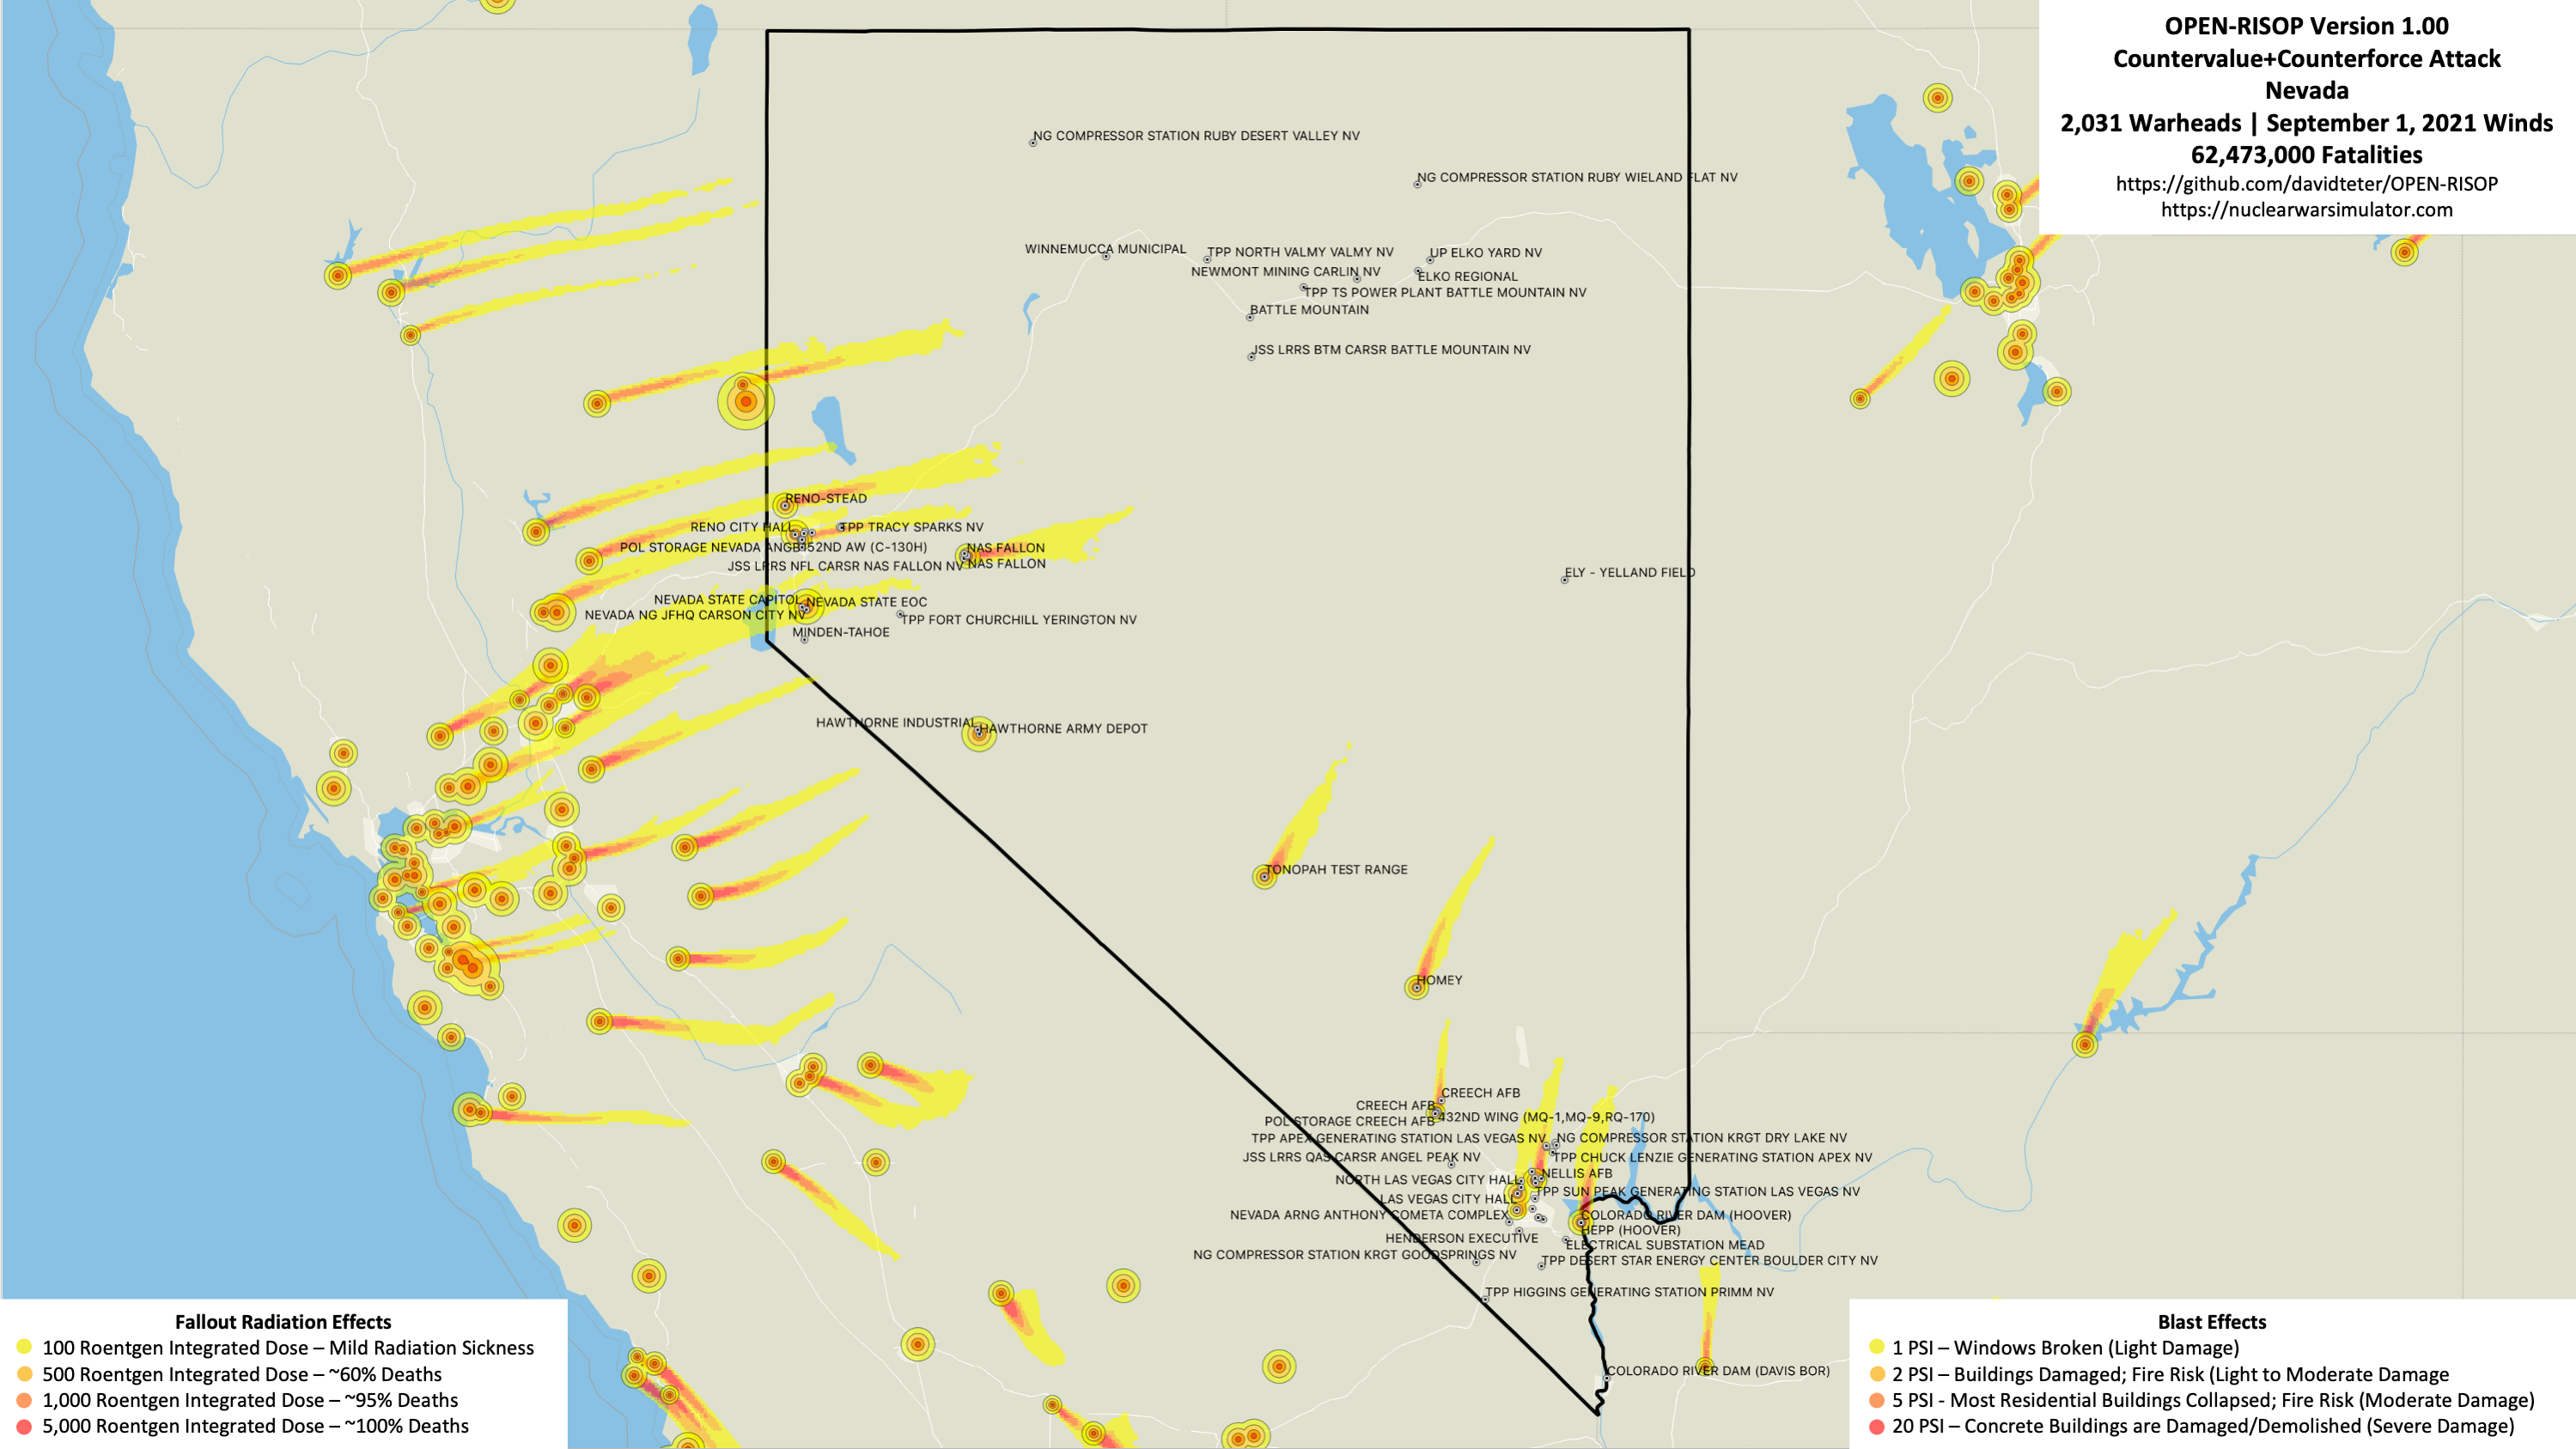 OPEN-RISOP Version 1.00
Countervalue+Counterforce Attack
Nevada
2,031 Warheads | September 1, 2021 Winds
62,473,000 Fatalities
https://github.com/davidteter/OPEN-RISOP
https://nuclearwarsimulator.com
NG COMPRESSOR STATION RUBY DESERT VALLEY NV
NG COMPRESSOR STATION RUBY WIELAND FLAT NV
WINNEMUCCA MUNICIPAL
TPP NORTH VALMY VALMY NV
UP ELKO YARD NV
NEWMONT MINING CARLIN NV
ELKO REGIONAL
TPP TS POWER PLANT BATTLE MOUNTAIN NV
BATTLE MOUNTAIN
JSS LRRS BTM CARSR BATTLE MOUNTAIN NV
RENO-STEAD
RENO CITY HALL
TPP TRACY SPARKS NV
POL STORAGE NEVADA ANGB
152ND AW (C-130H)
NAS FALLON
JSS LRRS NFL CARSR NAS FALLON NV
NAS FALLON
ELY - YELLAND FIELD
NEVADA STATE CAPITOL
NEVADA STATE EOC
NEVADA NG JFHQ CARSON CITY NV
TPP FORT CHURCHILL YERINGTON NV
MINDEN-TAHOE
HAWTHORNE INDUSTRIAL
HAWTHORNE ARMY DEPOT
TONOPAH TEST RANGE
HOMEY
CREECH AFB
CREECH AFB
432ND WING (MQ-1,MQ-9,RQ-170)
POL STORAGE CREECH AFB
TPP APEX GENERATING STATION LAS VEGAS NV
NG COMPRESSOR STATION KRGT DRY LAKE NV
JSS LRRS QAS CARSR ANGEL PEAK NV
TPP CHUCK LENZIE GENERATING STATION APEX NV
NELLIS AFB
NORTH LAS VEGAS CITY HALL
TPP SUN PEAK GENERATING STATION LAS VEGAS NV
LAS VEGAS CITY HALL
NEVADA ARNG ANTHONY COMETA COMPLEX
COLORADO RIVER DAM (HOOVER)
HEPP (HOOVER)
HENDERSON EXECUTIVE
ELECTRICAL SUBSTATION MEAD
NG COMPRESSOR STATION KRGT GOODSPRINGS NV
TPP DESERT STAR ENERGY CENTER BOULDER CITY NV
TPP HIGGINS GENERATING STATION PRIMM NV
COLORADO RIVER DAM (DAVIS BOR)
Fallout Radiation Effects
100 Roentgen Integrated Dose – Mild Radiation Sickness
500 Roentgen Integrated Dose – ~60% Deaths
1,000 Roentgen Integrated Dose – ~95% Deaths
5,000 Roentgen Integrated Dose – ~100% Deaths
Blast Effects
1 PSI – Windows Broken (Light Damage)
2 PSI – Buildings Damaged; Fire Risk (Light to Moderate Damage
5 PSI - Most Residential Buildings Collapsed; Fire Risk (Moderate Damage)
20 PSI – Concrete Buildings are Damaged/Demolished (Severe Damage)